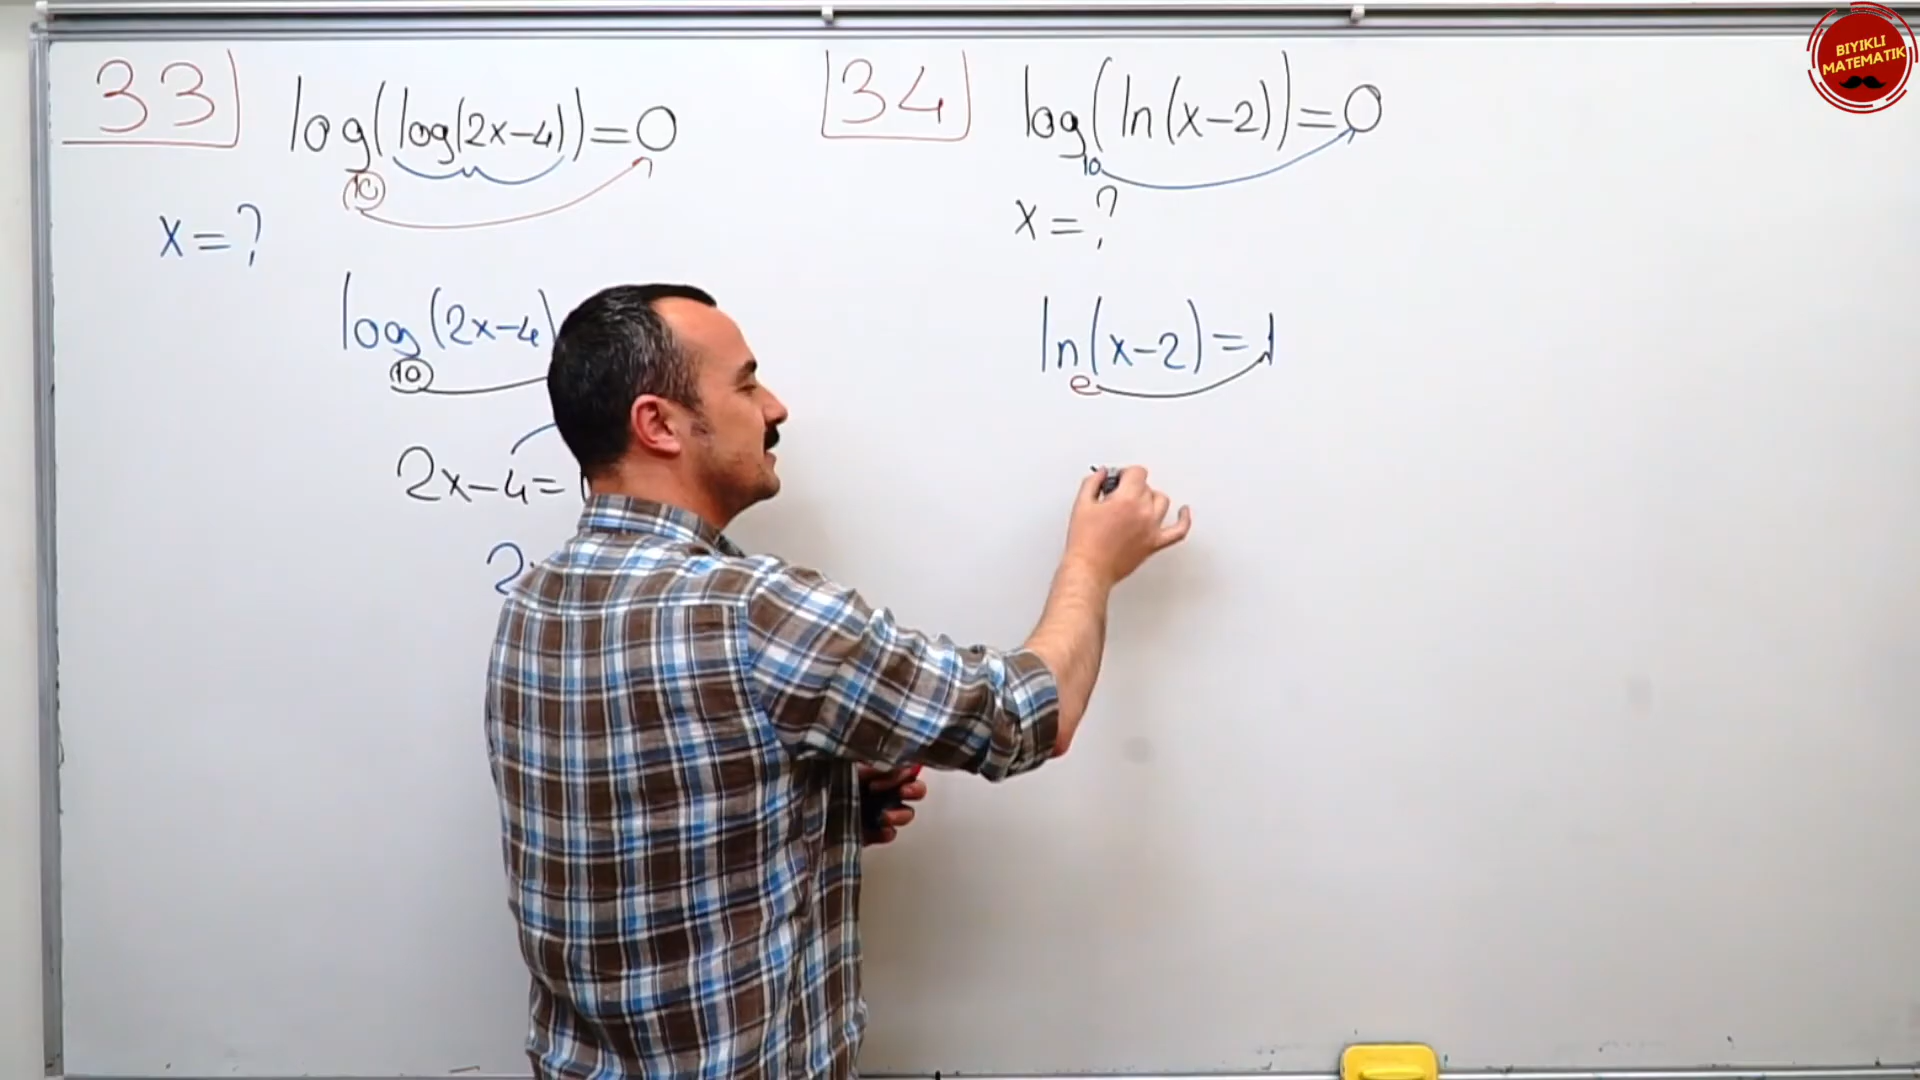 33
log(log(2x-4))=0
10
x=?
log(2x-4)
10
2x-4=
2
34
log(ln(x-2))=0
10
x=?
ln(x-2)=1
e
BIYIKLI
MATEMATIK